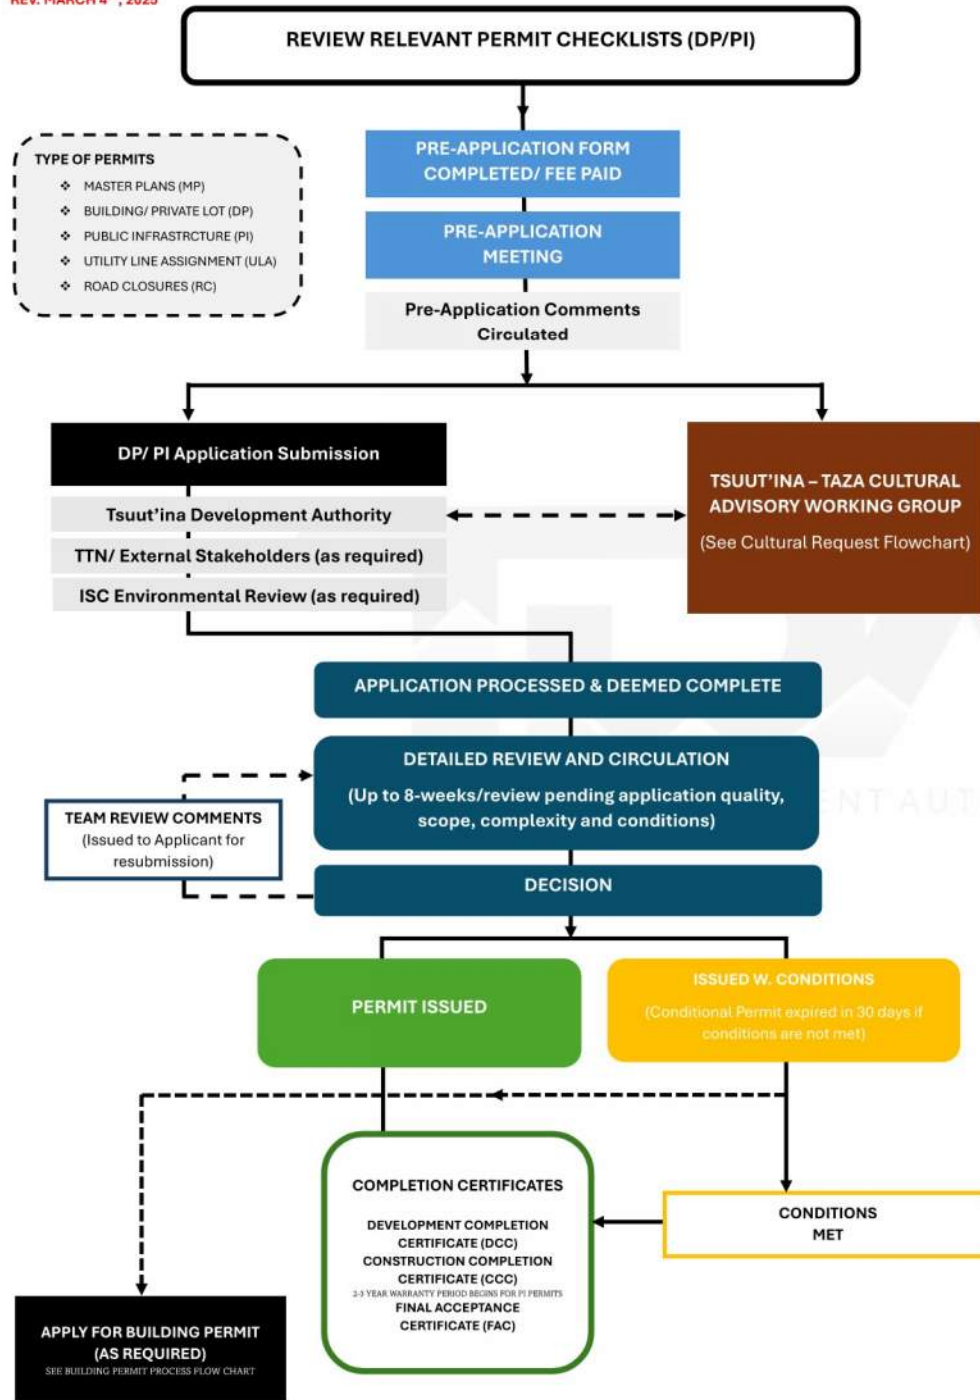 REV. MARCH 4, 2025
REVIEW RELEVANT PERMIT CHECKLISTS (DP/PI)
TYPE OF PERMITS
❖ MASTER PLANS (MP)
❖ BUILDING/ PRIVATE LOT (DP)
❖ PUBLIC INFRASTRCTURE (PI)
❖ UTILITY LINE ASSIGNMENT (ULA)
❖ ROAD CLOSURES (RC)
PRE-APPLICATION FORM
COMPLETED/ FEE PAID
PRE-APPLICATION
MEETING
Pre-Application Comments
Circulated
DP/ PI Application Submission
Tsuut'ina Development Authority
TTN/ External Stakeholders (as required)
ISC Environmental Review (as required)
TSUUT'INA – TAZA CULTURAL
ADVISORY WORKING GROUP
(See Cultural Request Flowchart)
APPLICATION PROCESSED & DEEMED COMPLETE
DETAILED REVIEW AND CIRCULATION
(Up to 8-weeks/review pending application quality,
scope, complexity and conditions)
ENT AUT
TEAM REVIEW COMMENTS
(Issued to Applicant for
resubmission)
DECISION
PERMIT ISSUED
ISSUED W. CONDITIONS
(Conditional Permit expired in 30 days if
conditions are not met)
COMPLETION CERTIFICATES
DEVELOPMENT COMPLETION
CERTIFICATE (DCC)
CONSTRUCTION COMPLETION
CERTIFICATE (CCC)
2-3 YEAR WARRANTY PERIOD BEGINS FOR PI PERMITS
FINAL ACCEPTANCE
CERTIFICATE (FAC)
CONDITIONS
MET
APPLY FOR BUILDING PERMIT
(AS REQUIRED)
SEE BUILDING PERMIT PROCESS FLOW CHART